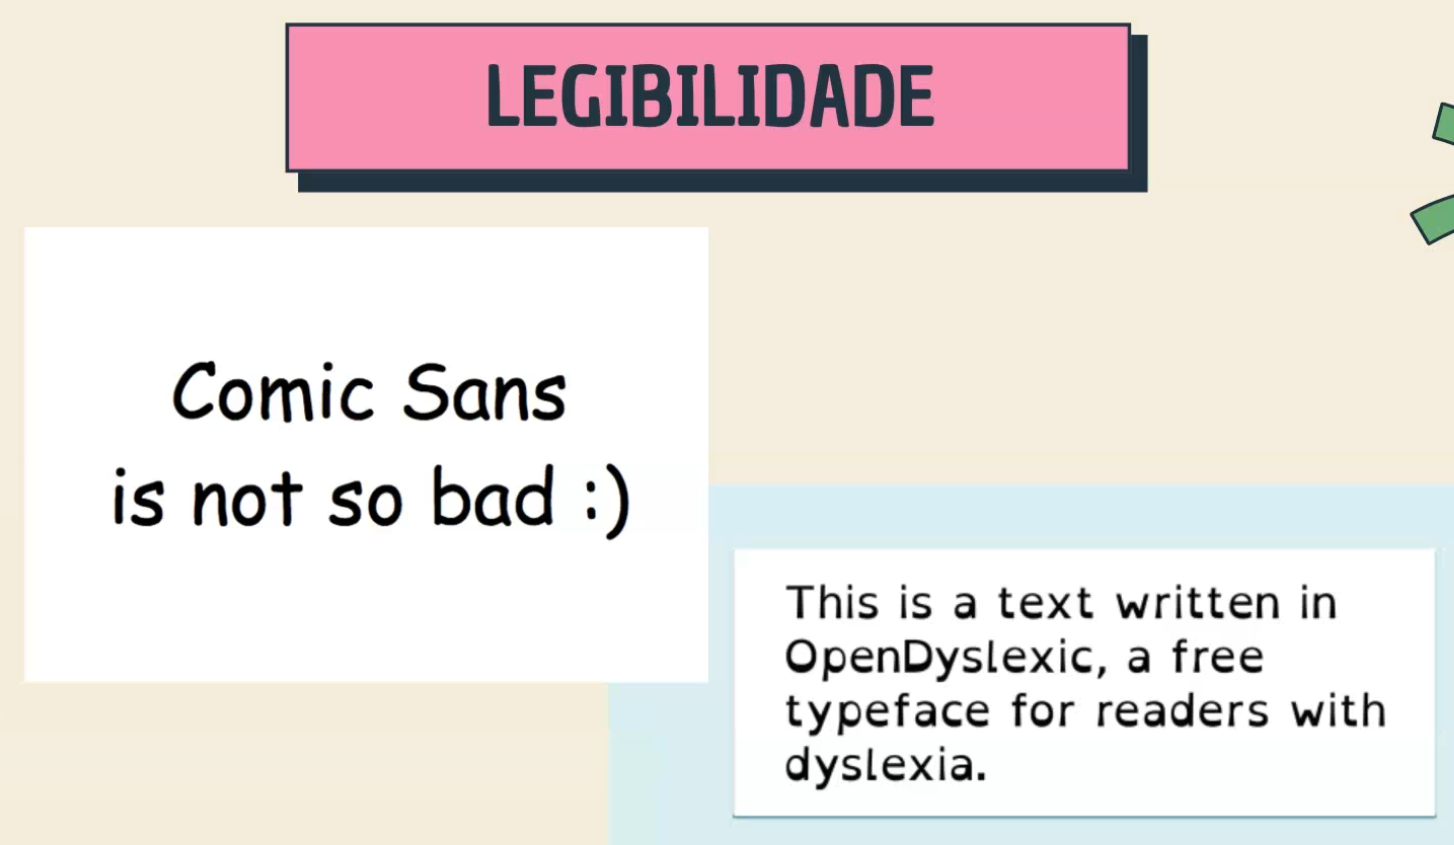 LEGIBILIDADE
Comic Sans
is not so bad :)
This is a text written in
OpenDyslexic, a free
typeface for readers with
dyslexia.